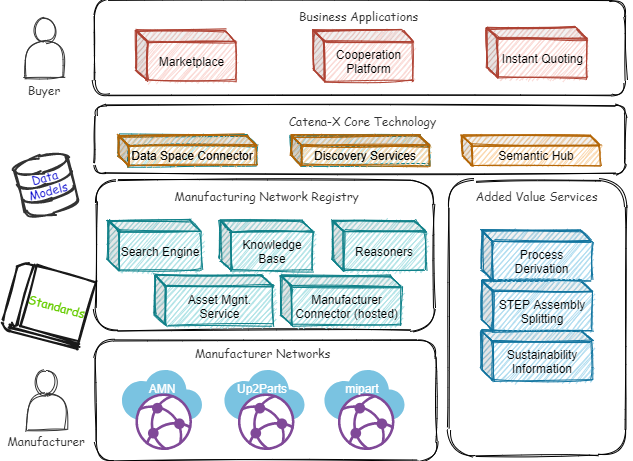 Business Applications
Marketplace
Cooperation
Platform
Instant Quoting
Buyer
Catena-X Core Technology
Data Space Connector
Discovery Services
Semantic Hub
Data
Models
Manufacturing Network Registry
Search Engine
Knowledge
Base
Reasoners
Asset Mgnt.
Service
Manufacturer
Connector (hosted)
Added Value Services
Process
Derivation
STEP Assembly
Splitting
Sustainability
Information
Standards
Manufacturer Networks
AMN
Up2Parts
mipart
Manufacturer